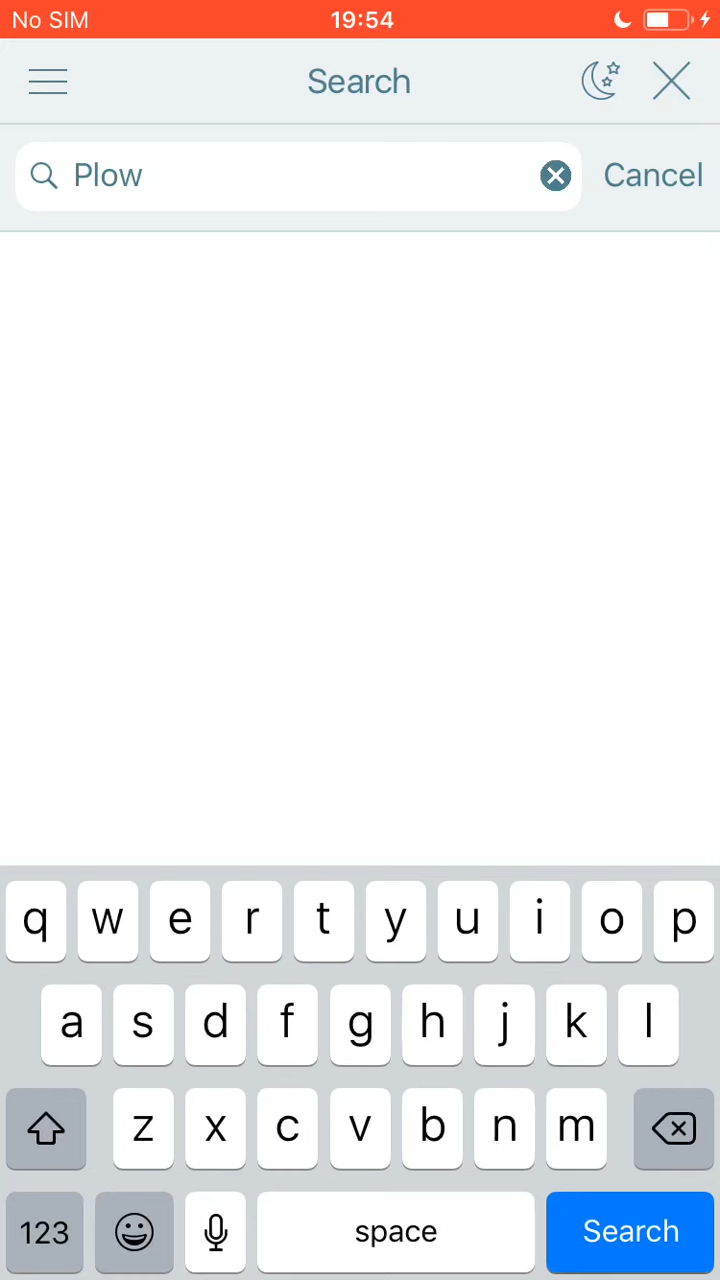 No SIM 19:54
Search
Plow Cancel
q w e r t y u i o p
a s d f g h j k l
z x c v b n m
123 space Search